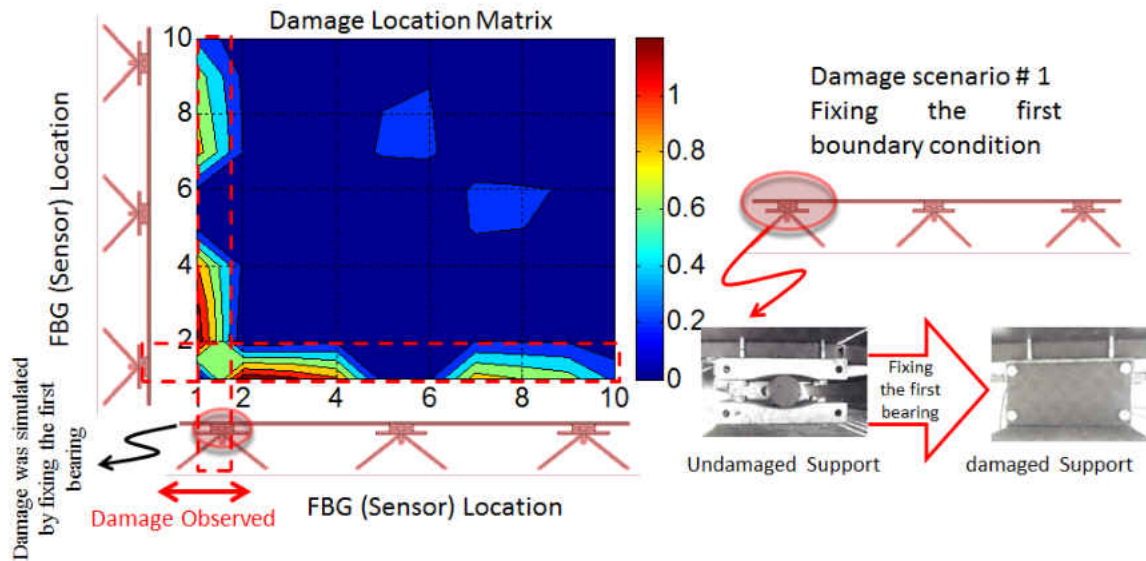 Damage Location Matrix
10
8
6
4
2
1
FBG (Sensor) Location
1 2 4 6 8 10
FBG (Sensor) Location
1
0.8
0.6
0.4
0.2
0
Damage was simulated
by fixing the first
bearing
Damage Observed
Damage scenario # 1
Fixing the first
boundary condition
Fixing
the first
bearing
Undamaged Support
damaged Support